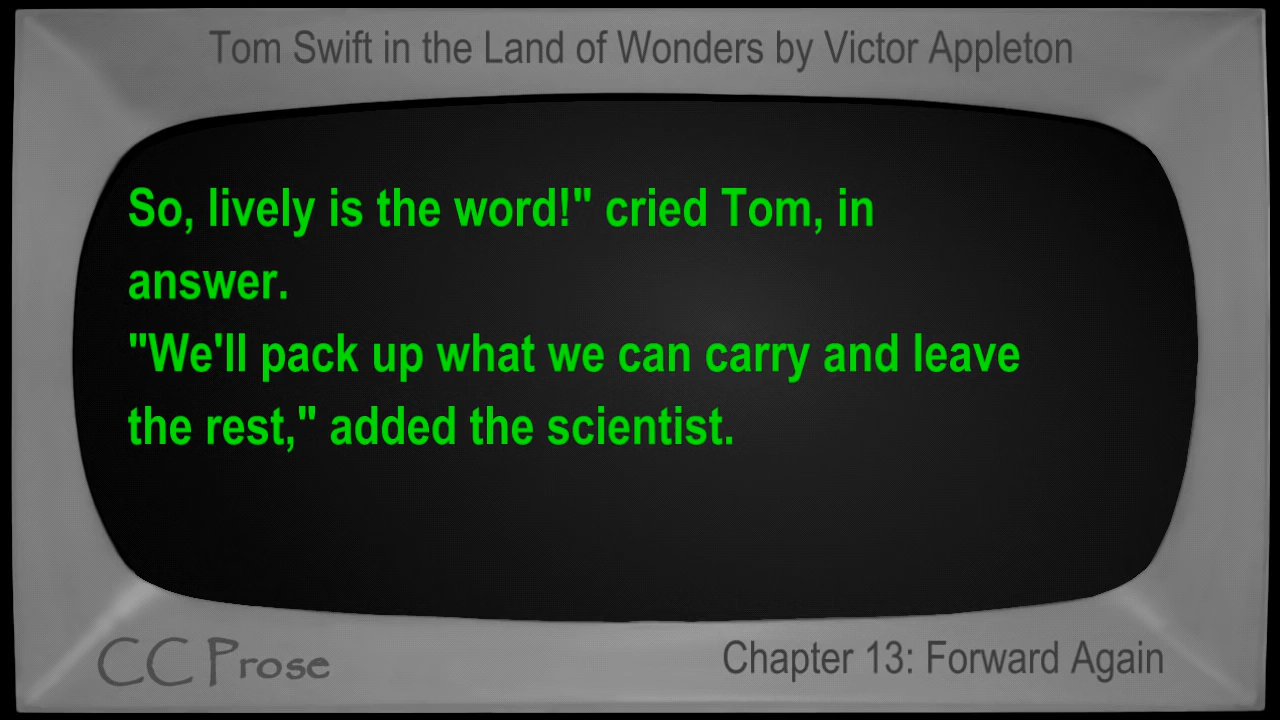 Tom Swift in the Land of Wonders by Victor Appleton
So, lively is the word!" cried Tom, in
answer.
"We'll pack up what we can carry and leave
the rest," added the scientist.
CC Prose
Chapter 13: Forward Again